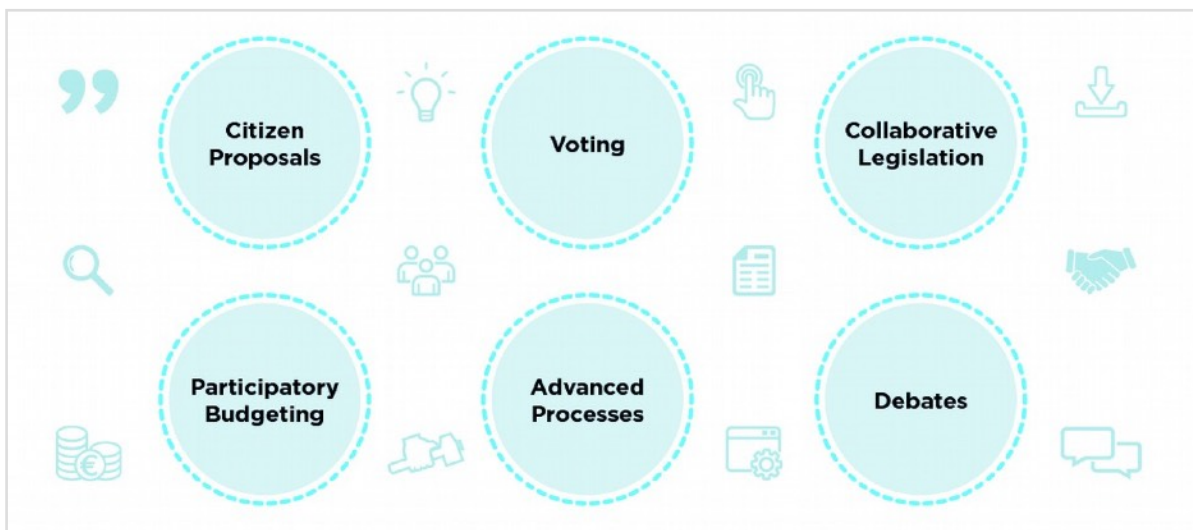 Citizen
Proposals
Voting
Collaborative
Legislation
Participatory
Budgeting
Advanced
Processes
Debates